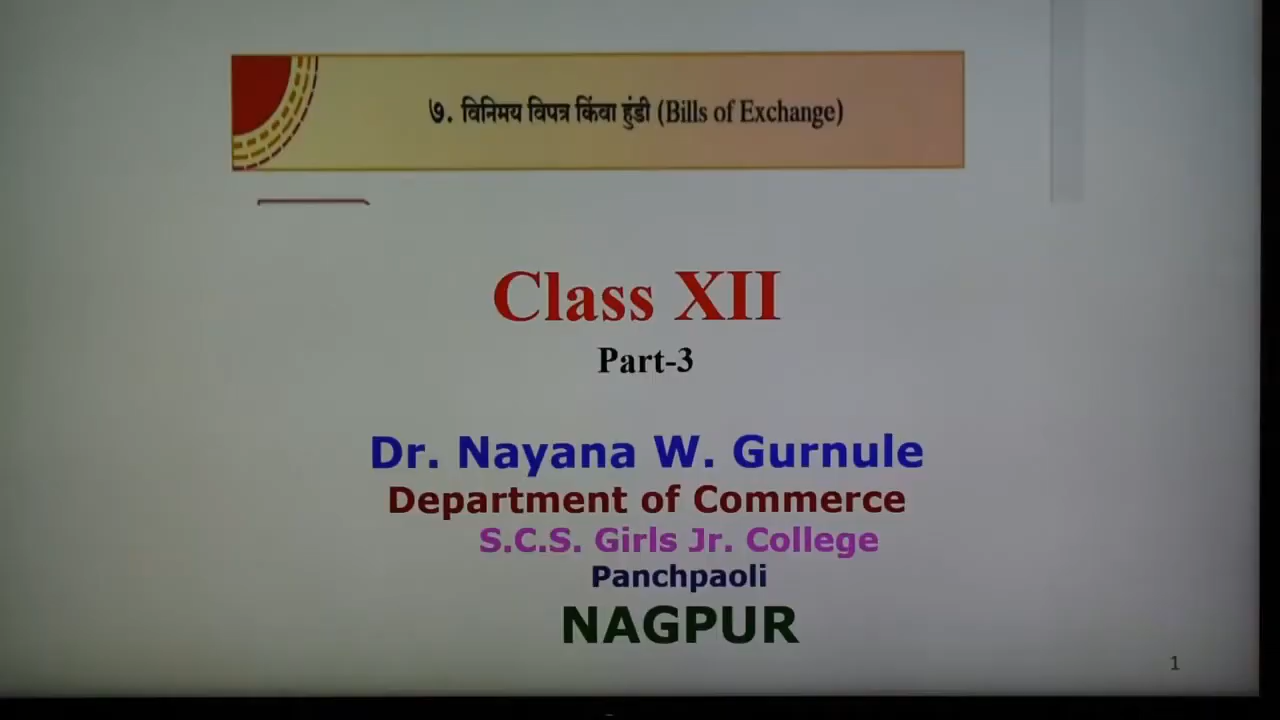 ७. विनिमय विपत्र किंवा हुंडी (Bills of Exchange)
Class XII
Part-3
Dr. Nayana W. Gurnule
Department of Commerce
S.C.S. Girls Jr. College
Panchpaoli
NAGPUR
1